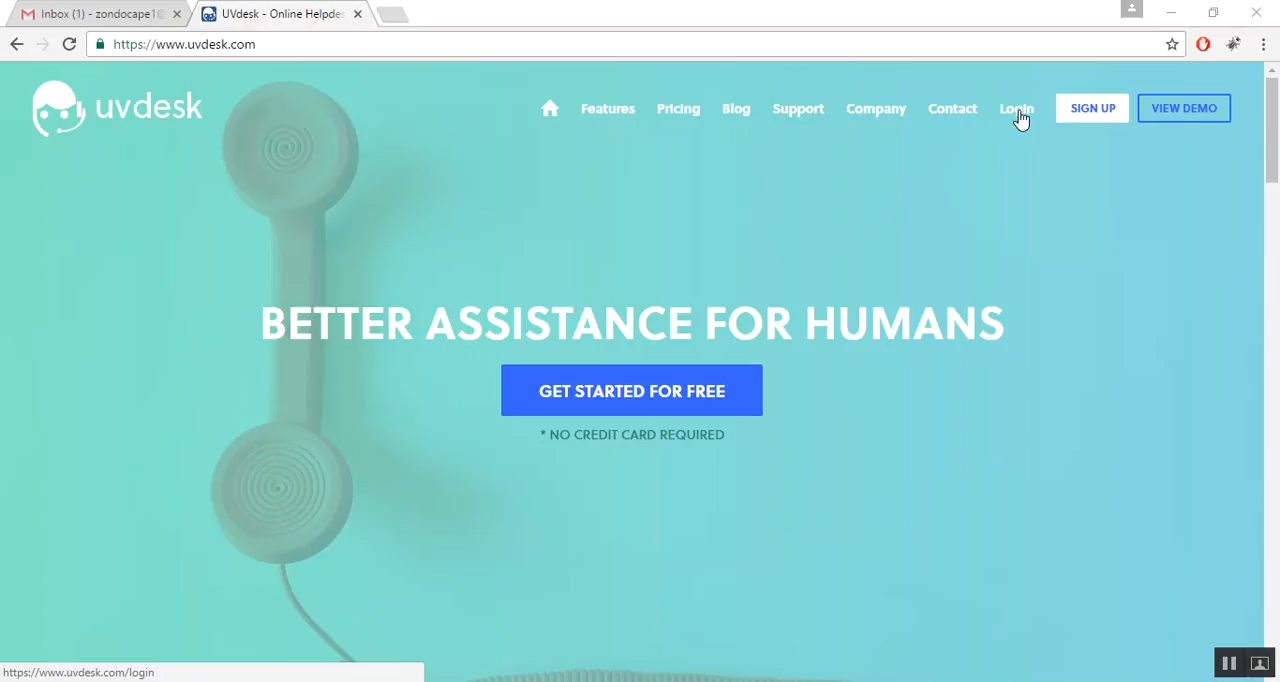 Inbox (1) - zondocape1@
UVdesk - Online Helpdes
https://www.uvdesk.com
uvdesk
Features Pricing Blog Support Company Contact Login SIGN UP VIEW DEMO
BETTER ASSISTANCE FOR HUMANS
GET STARTED FOR FREE
* NO CREDIT CARD REQUIRED
https://www.uvdesk.com/login